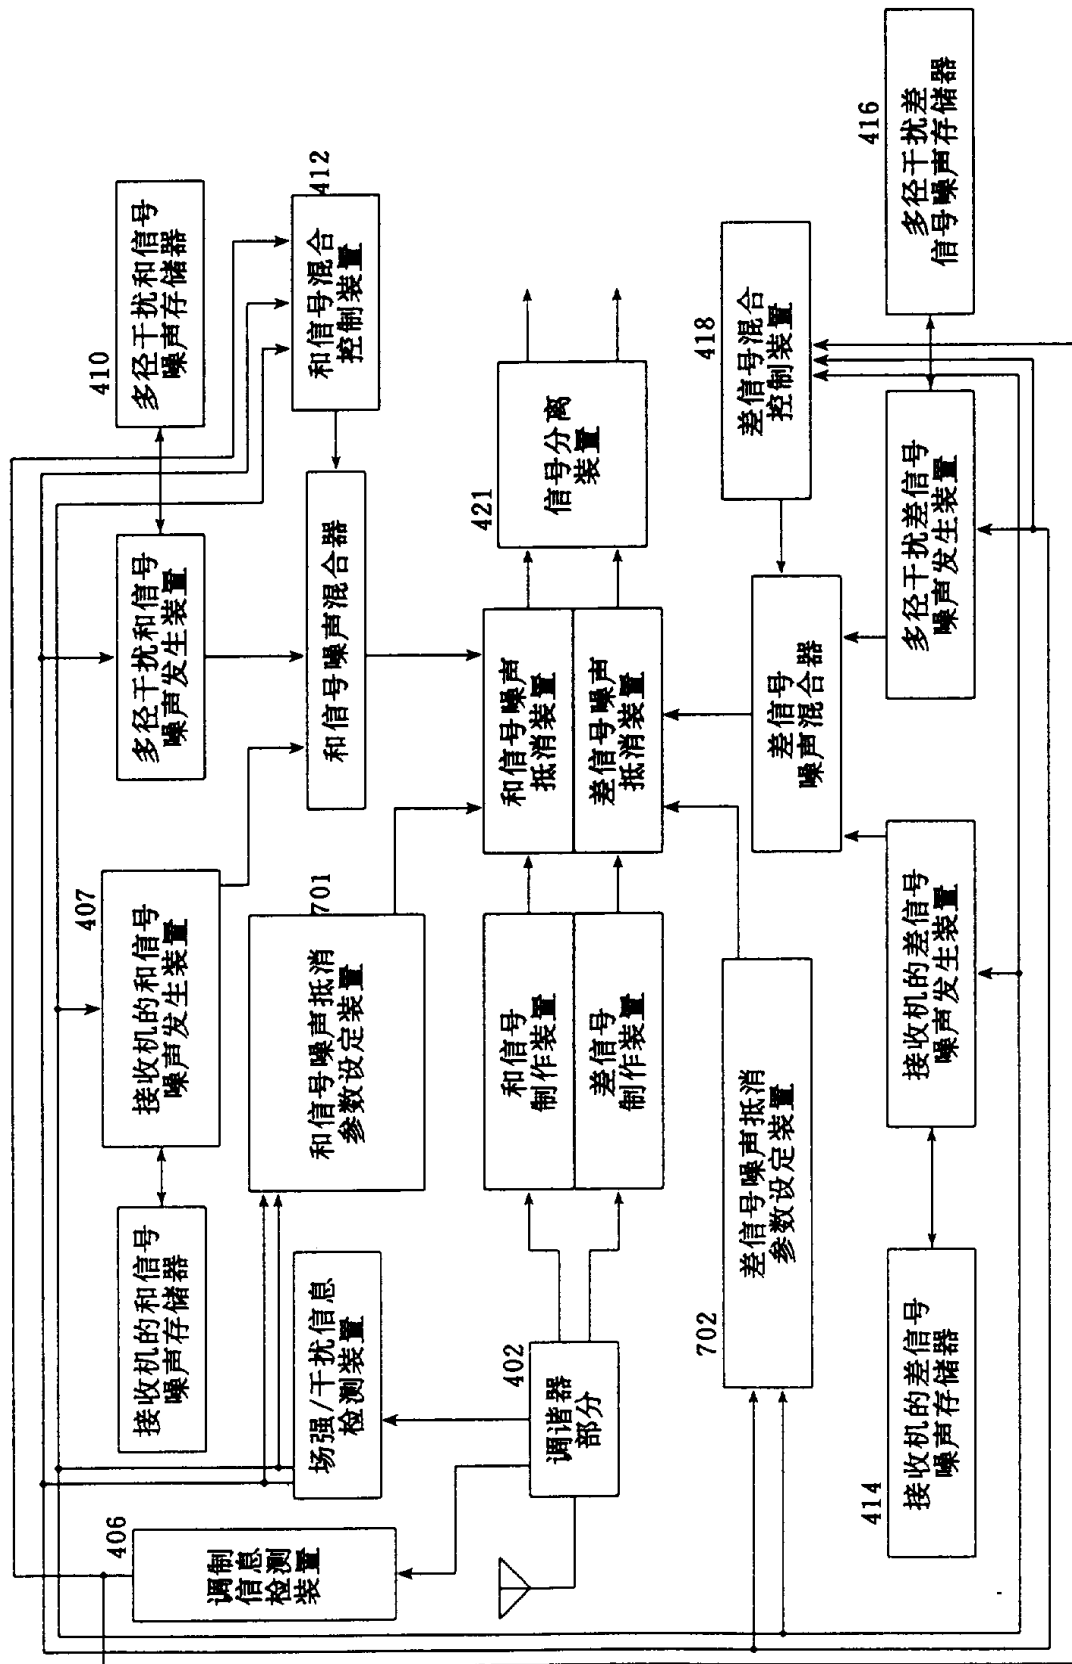 406
调制
信息
检测
装置
接收机的和信号
噪声存储器
407
接收机的和信号
噪声发生装置
多径干扰和信号
噪声发生装置
410
多径干扰和信号
噪声存储器
场强/干扰信息
检测装置
701
和信号噪声抵消
参数设定装置
和信号噪声混合器
412
和信号混合
控制装置
402
调谐器
部分
和信号
制作装置
差信号
制作装置
和信号噪声
抵消装置
差信号噪声
抵消装置
421
信号分离
装置
702
差信号噪声抵消
参数设定装置
差信号
噪声混合器
418
差信号混合
控制装置
414
接收机的差信号
噪声存储器
接收机的差信号
噪声发生装置
多径干扰差信号
噪声发生装置
416
多径干扰差
信号噪声存储器